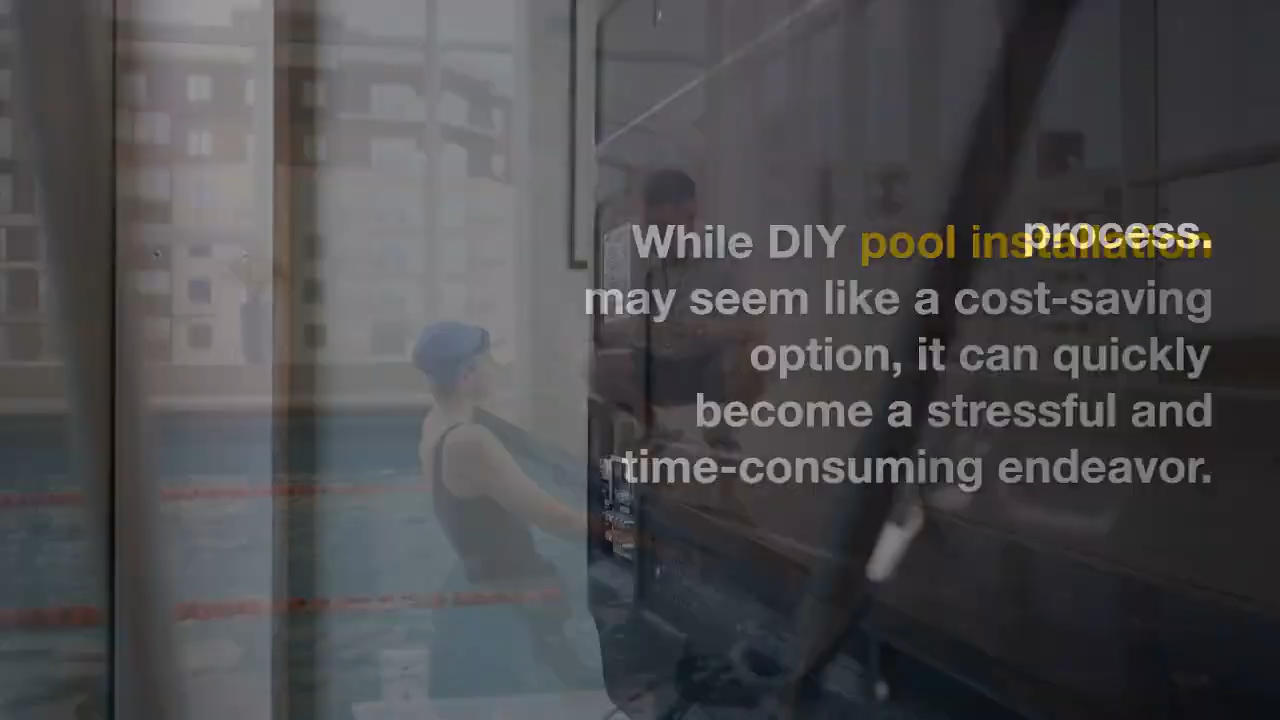 process.
While DIY pool installation
may seem like a cost-saving
option, it can quickly
become a stressful and
time-consuming endeavor.